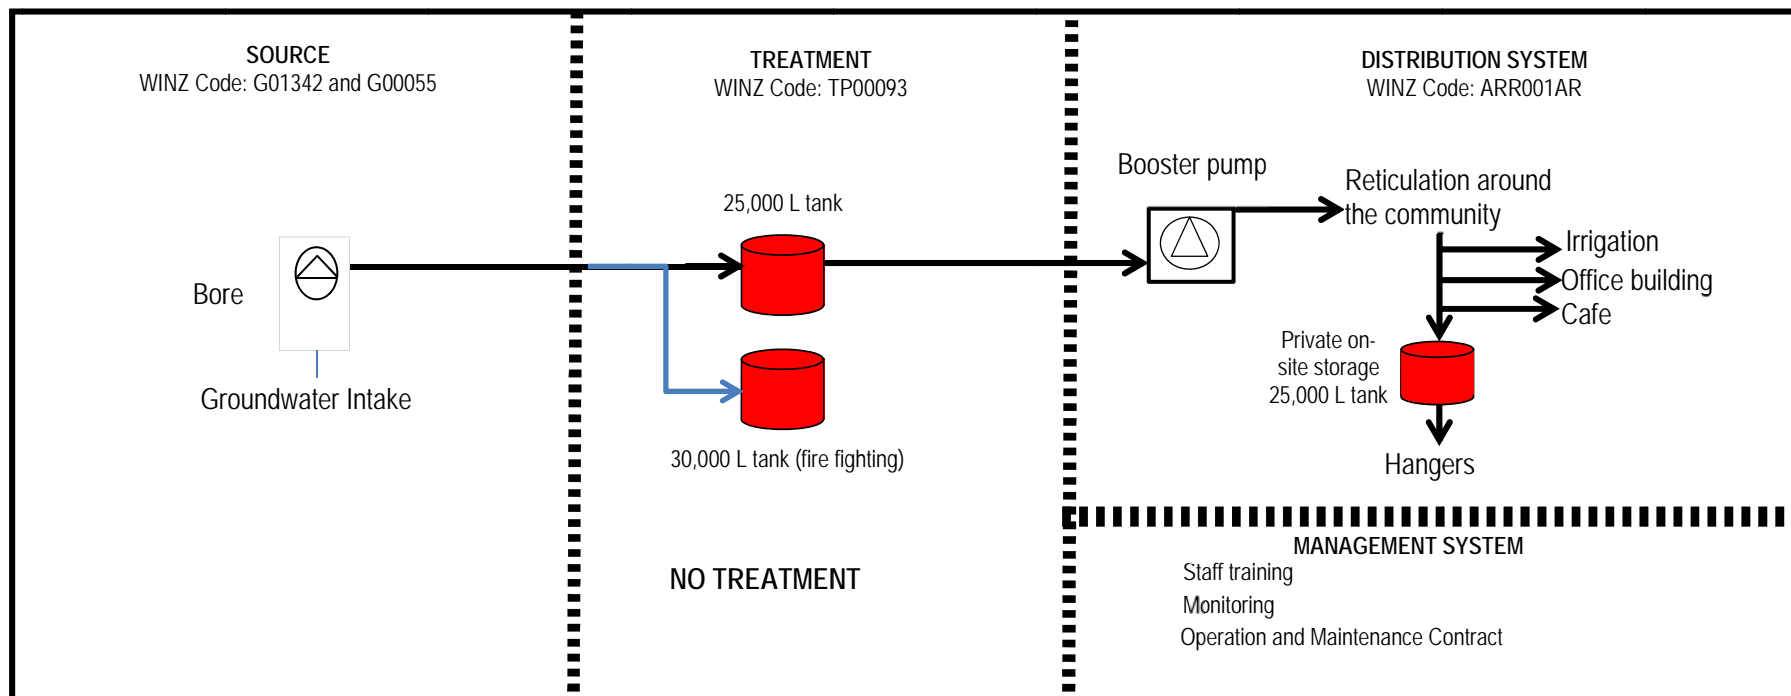 SOURCE
WINZ Code: G01342 and G00055
Bore
Groundwater Intake
TREATMENT
WINZ Code: TP00093
25,000 L tank
30,000 L tank (fire fighting)
NO TREATMENT
DISTRIBUTION SYSTEM
WINZ Code: ARR001AR
Booster pump
Reticulation around
the community
Irrigation
Office building
Cafe
Private on-
site storage
25,000 L tank
Hangers
MANAGEMENT SYSTEM
Staff training
Monitoring
Operation and Maintenance Contract